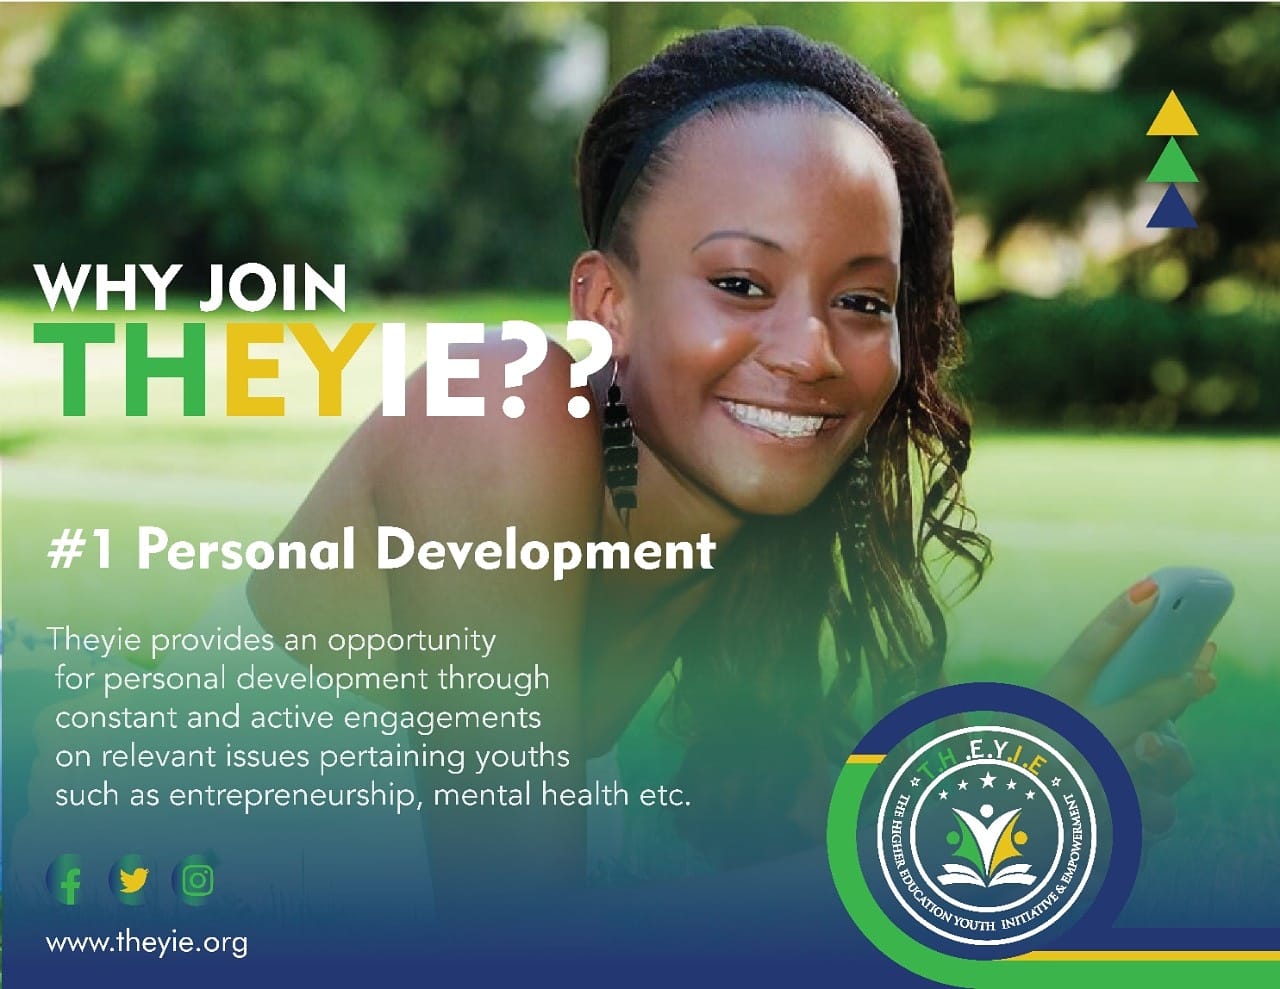 WHY JOIN
THEYIE??
#1 Personal Development
Theyie provides an opportunity
for personal development through
constant and active engagements
on relevant issues pertaining youths
such as entrepreneurship, mental health etc.
www.theyie.org
T.H.E.Y.I.E
THE HIGHER EDUCATION YOUTH INITIATIVE & EMPOWERMENT